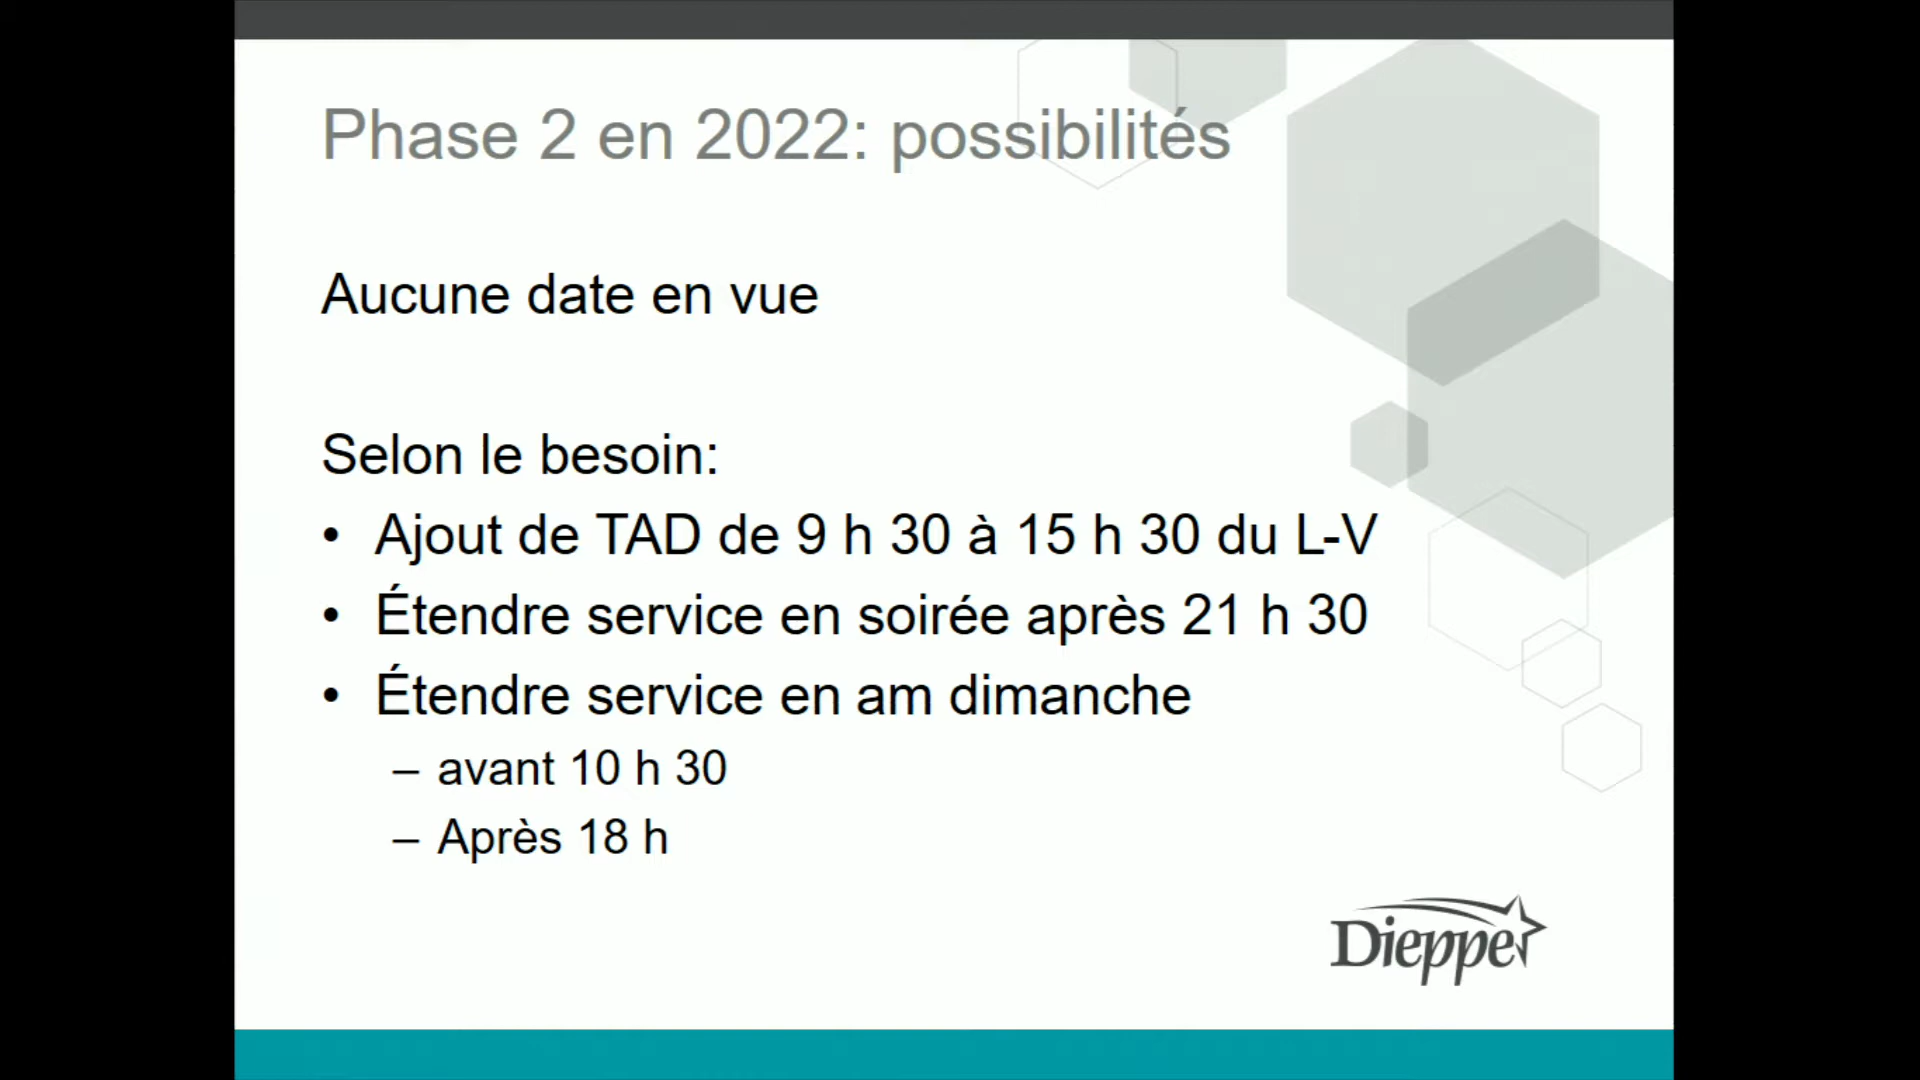 Phase 2 en 2022: possibilités
Aucune date en vue
Selon le besoin:
• Ajout de TAD de 9 h 30 à 15 h 30 du L-V
• Étendre service en soirée après 21 h 30
• Étendre service en am dimanche
– avant 10 h 30
– Après 18 h
Dieppe